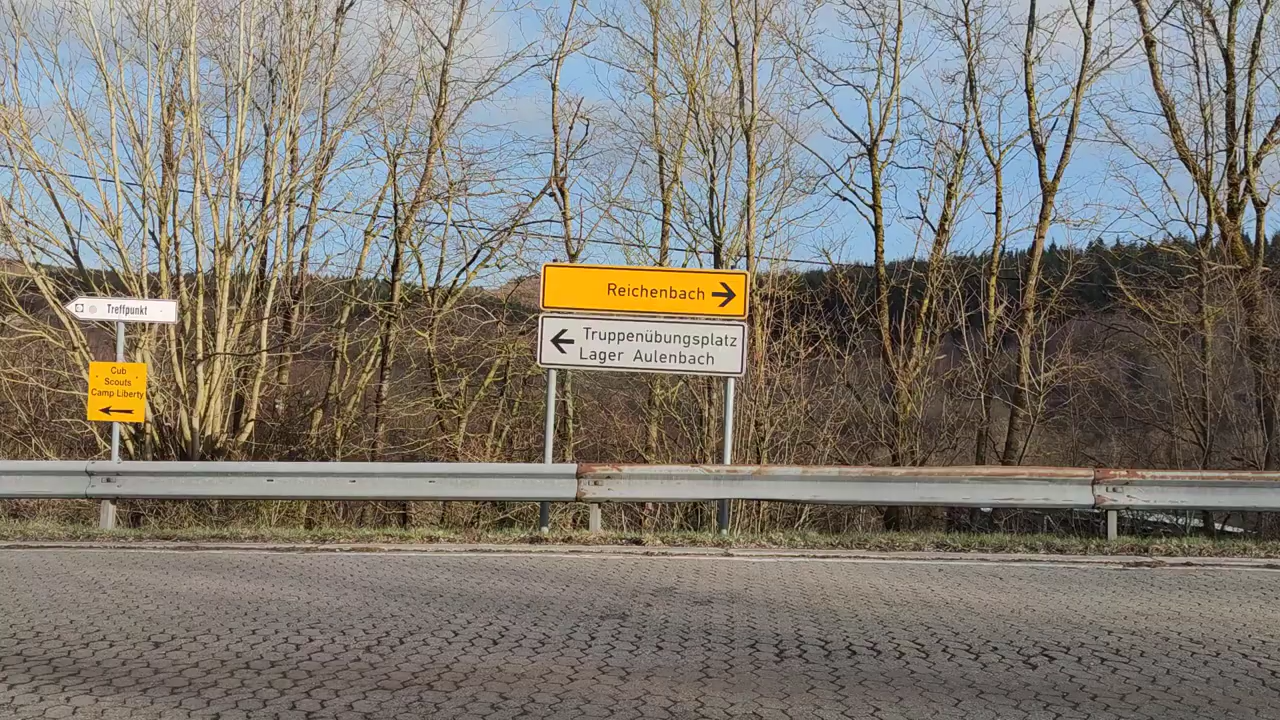 Treffpunkt
Cub
Scouts
Camp Liberty
Reichenbach
Truppenübungsplatz
Lager Aulenbach